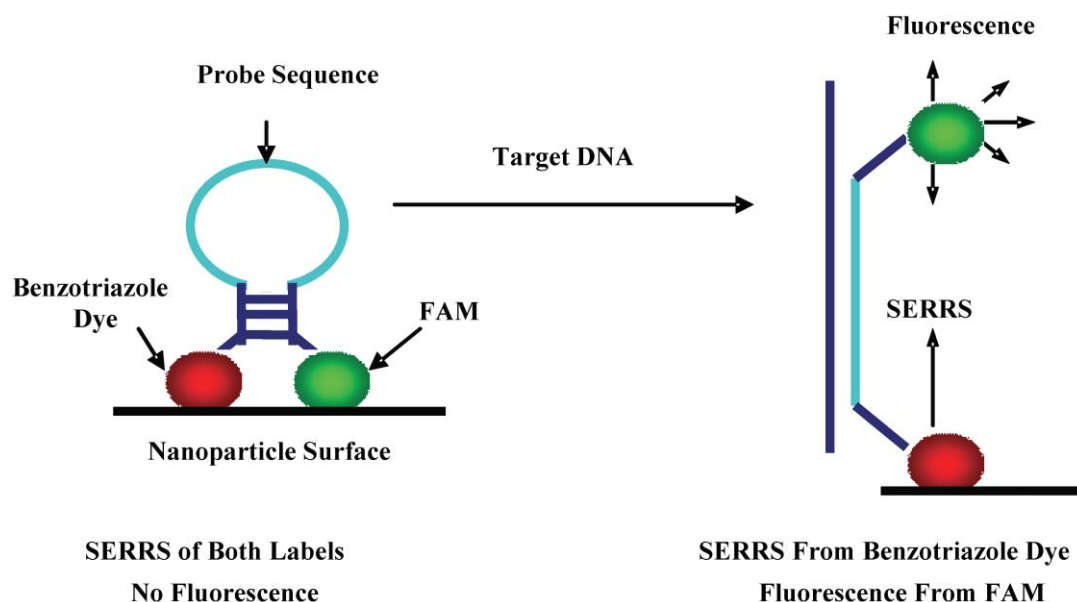 Fluorescence
Probe Sequence
Target DNA
Benzotriazole
Dye
FAM
SERRS
Nanoparticle Surface
SERRS of Both Labels
No Fluorescence
SERRS From Benzotriazole Dye
Fluorescence From FAM